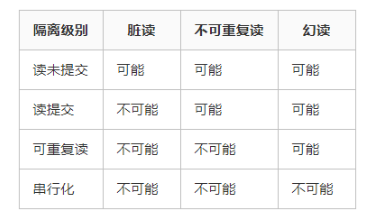 隔离级别 脏读 不可重复读 幻读
读未提交 可能 可能 可能
读提交 不可能 可能 可能
可重复读 不可能 不可能 可能
串行化 不可能 不可能 不可能